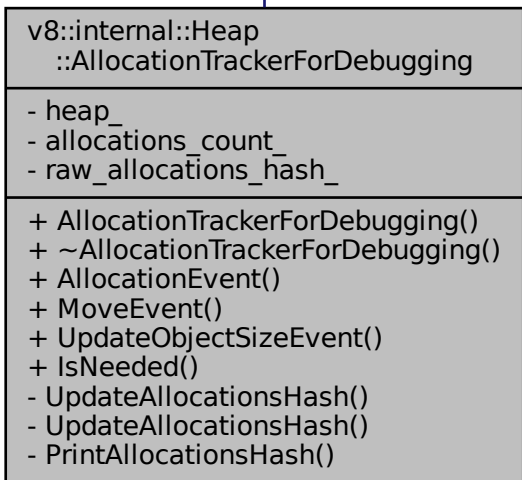 v8::internal::Heap
::AllocationTrackerForDebugging
- heap_
- allocations_count_
- raw_allocations_hash_
+ AllocationTrackerForDebugging()
+ ~AllocationTrackerForDebugging()
+ AllocationEvent()
+ MoveEvent()
+ UpdateObjectSizeEvent()
+ IsNeeded()
- UpdateAllocationsHash()
- UpdateAllocationsHash()
- PrintAllocationsHash()